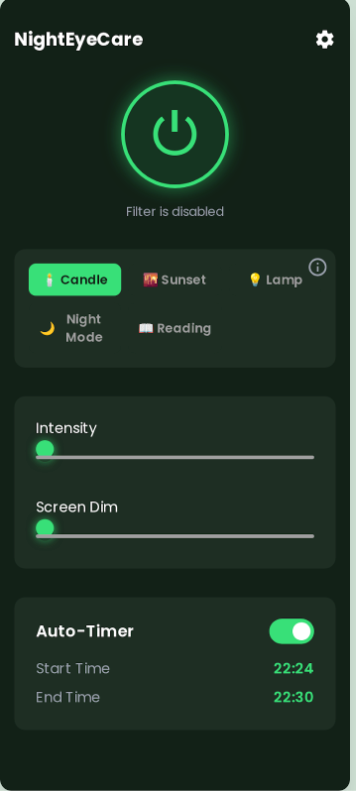 NightEyeCare
Filter is disabled
🕯️ Candle
🌇 Sunset
💡 Lamp
🌙 Night Mode
📖 Reading
Intensity
Screen Dim
Auto-Timer
Start Time 22:24
End Time 22:30